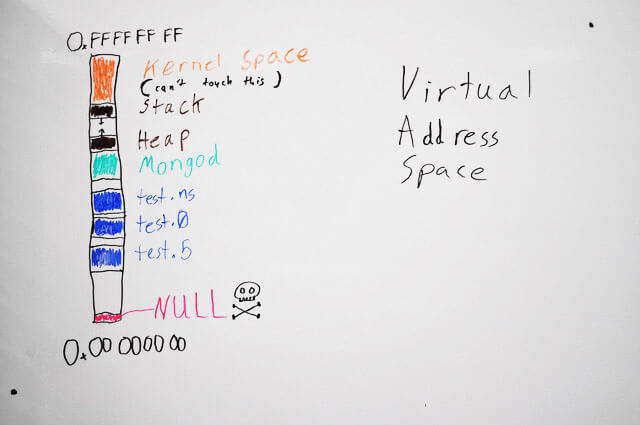 0xFFFFFFFF
Kernel Space
(can't touch this)
Stack
Heap
Mongod
test.ns
test.0
test.5
NULL
0x00000000
Virtual
Address
Space